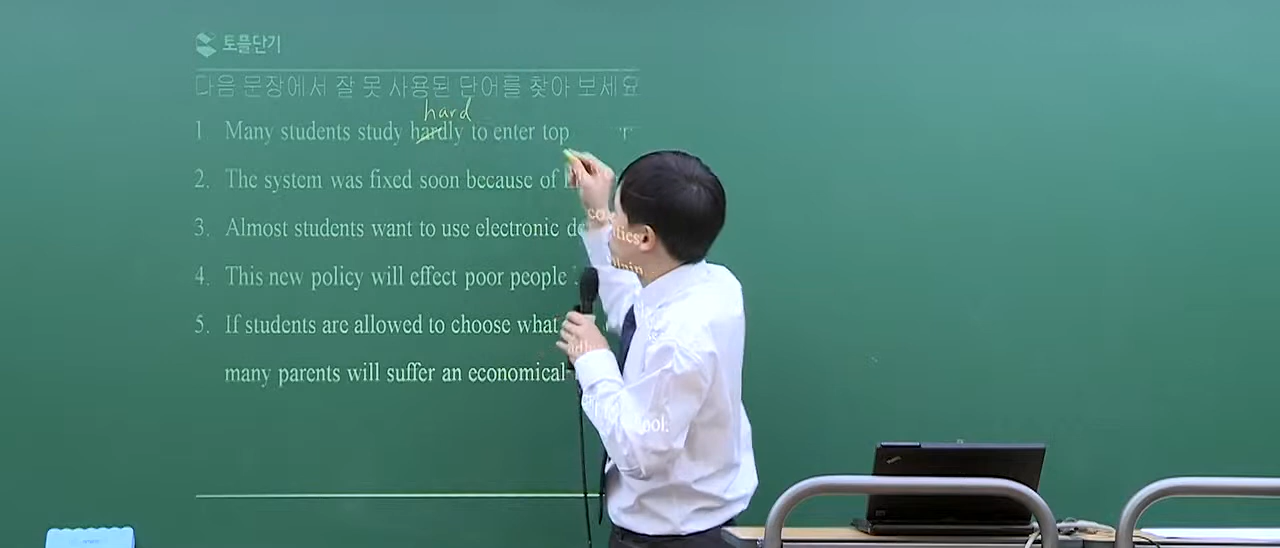 토플단기
다음 문장에서 잘 못 사용된 단어를 찾아 보세요
hard
1. Many students study hardly to enter top
2. The system was fixed soon because of
3. Almost students want to use electronic
4. This new policy will effect poor people
5. If students are allowed to choose what
many parents will suffer an economical